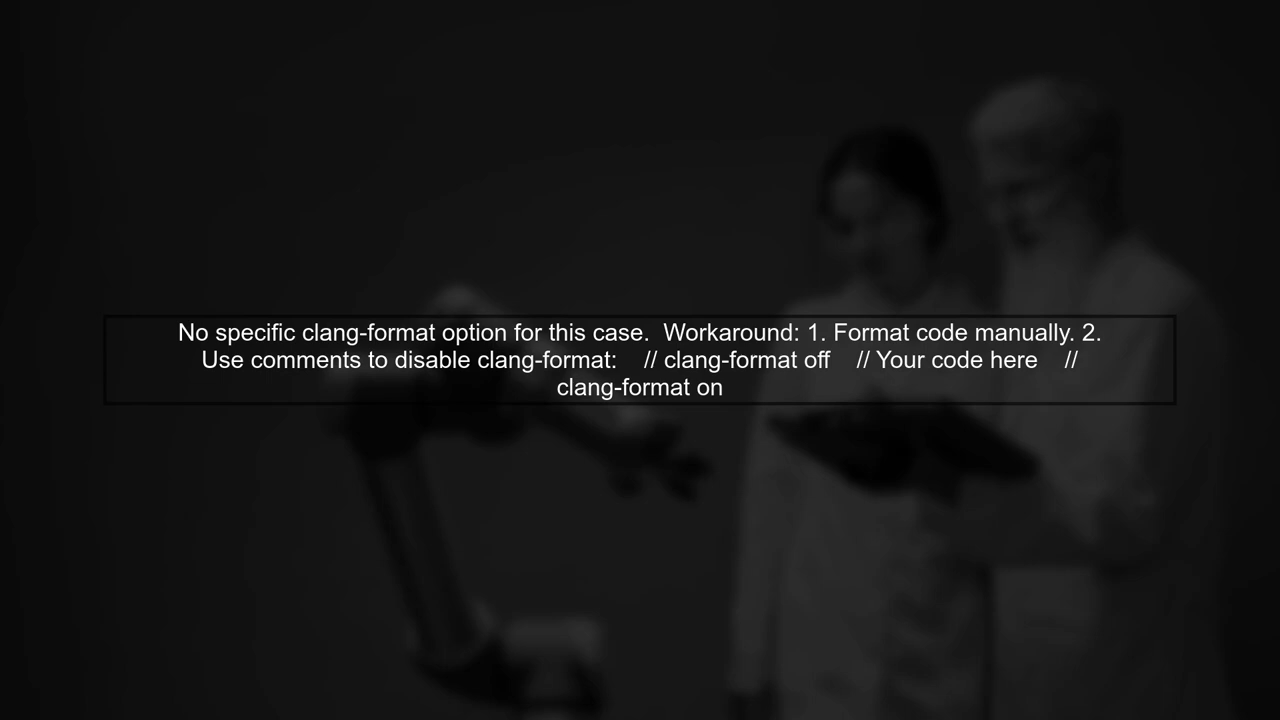 No specific clang-format option for this case.  Workaround: 1. Format code manually. 2.
Use comments to disable clang-format:    // clang-format off    // Your code here    //
clang-format on